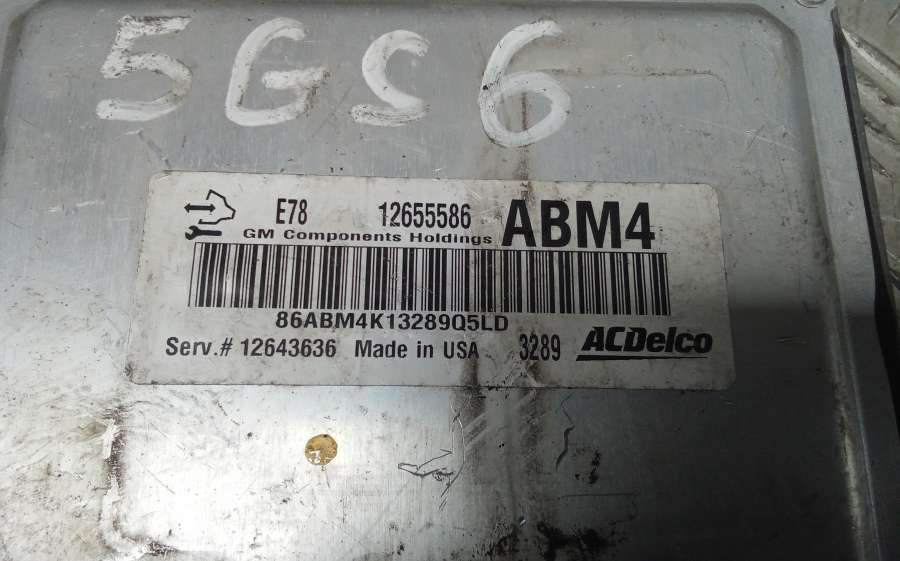 5GS6
E78 12655586 ABM4
GM Components Holdings
86ABM4K13289Q5LD
Serv.# 12643636 Made in USA 3289 ACDelco